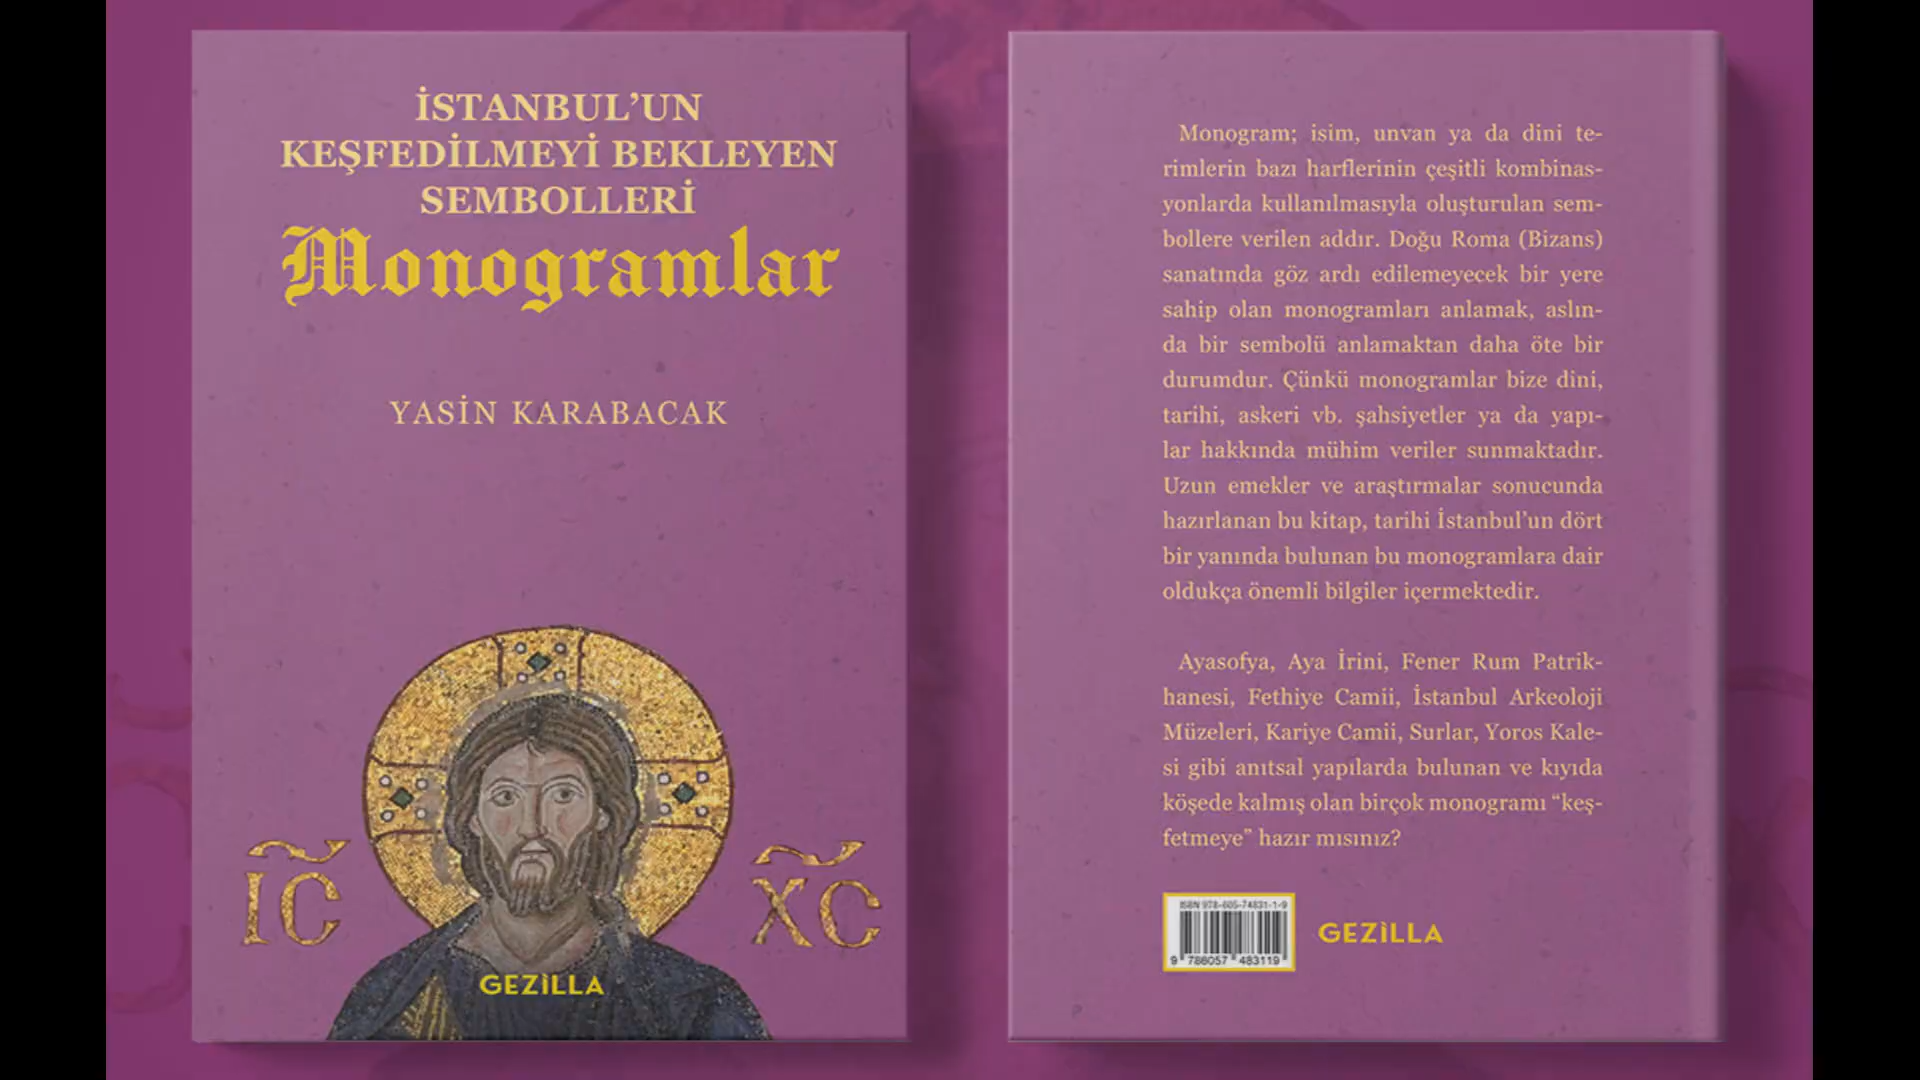 İSTANBUL’UN
KEŞFEDİLMEYİ BEKLEYEN
SEMBOLLERİ
Monogramlar
YASİN KARABACAK
IC
XC
GEZİLLA
Monogram; isim, unvan ya da dini te-
rimlerin bazı harflerinin çeşitli kombinas-
yonlarda kullanılmasıyla oluşturulan sem-
bollere verilen addır. Doğu Roma (Bizans)
sanatında göz ardı edilemeyecek bir yere
sahip olan monogramları anlamak, aslın-
da bir sembolü anlamaktan daha öte bir
durumdur. Çünkü monogramlar bize dini,
tarihi, askeri vb. şahsiyetler ya da yapı-
lar hakkında mühim veriler sunmaktadır.
Uzun emekler ve araştırmalar sonucunda
hazırlanan bu kitap, tarihi İstanbul’un dört
bir yanında bulunan bu monogramlara dair
oldukça önemli bilgiler içermektedir.
Ayasofya, Aya İrini, Fener Rum Patrik-
hanesi, Fethiye Camii, İstanbul Arkeoloji
Müzeleri, Kariye Camii, Surlar, Yoros Kale-
si gibi anıtsal yapılarda bulunan ve kıyıda
köşede kalmış olan birçok monogramı “keş-
fetmeye” hazır mısınız?
ISBN 978-605-74831-1-9
9 786057 483119
GEZİLLA